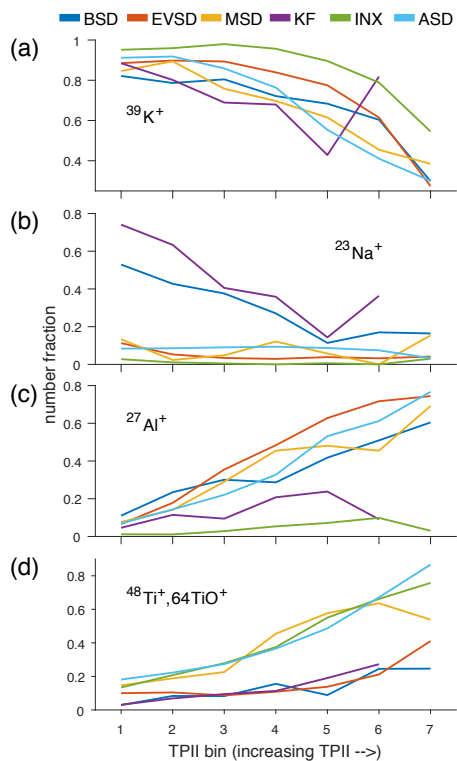 BSD EVSD MSD KF INX ASD
(a)
1
0.8
0.6
0.4
³⁹K⁺
(b)
0.8
0.6
0.4
0.2
0
²³Na⁺
number fraction
(c)
0.8
0.6
0.4
0.2
0
²⁷Al⁺
(d)
0.8
0.6
0.4
0.2
0
⁴⁸Ti⁺,64TiO⁺
1 2 3 4 5 6 7
TPII bin (increasing TPII -->)